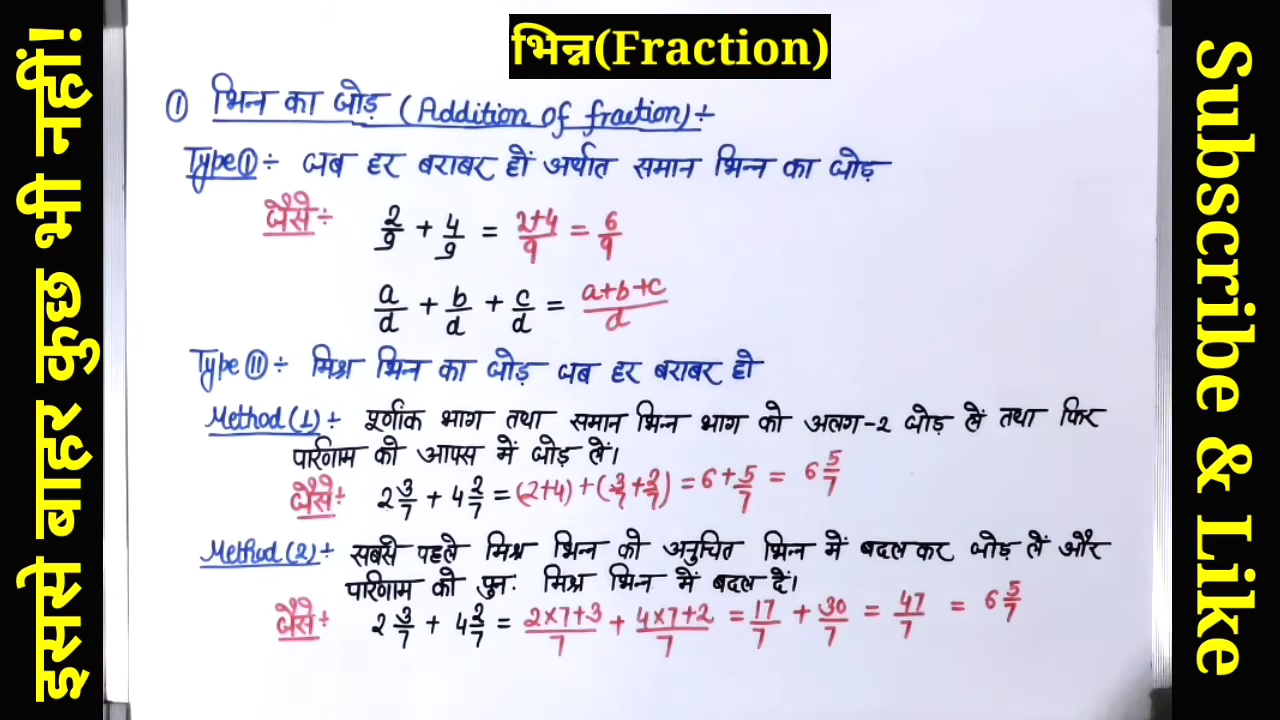 भिन्न(Fraction)
इससे बाहर कुछ भी नहीं!
① भिन्न का जोड़ (Addition of fraction) ÷
Type ① ÷ जब हर बराबर हों अर्थात समान भिन्न का जोड़
जैसे ÷ 2/9 + 4/9 = 2+4/9 = 6/9
a/d + b/d + c/d = a+b+c/d
Type ⑪ ÷ मिश्र भिन्न का जोड़ जब हर बराबर हो
Method (1) ÷ पूर्णांक भाग तथा समान भिन्न भाग को अलग-2 जोड़ लें तथा फिर
परिणाम को आपस में जोड़ लें।
जैसे ÷ 2 3/7 + 4 2/7 = (2+4) + (3/7 + 2/7) = 6 + 5/7 = 6 5/7
Method (2) ÷ सबसे पहले मिश्र भिन्न को अनुचित भिन्न में बदल कर जोड़ लें और
परिणाम को पुनः मिश्र भिन्न में बदल दें।
जैसे ÷ 2 3/7 + 4 2/7 = 2×7+3/7 + 4×7+2/7 = 17/7 + 30/7 = 47/7 = 6 5/7
Subscribe & Like